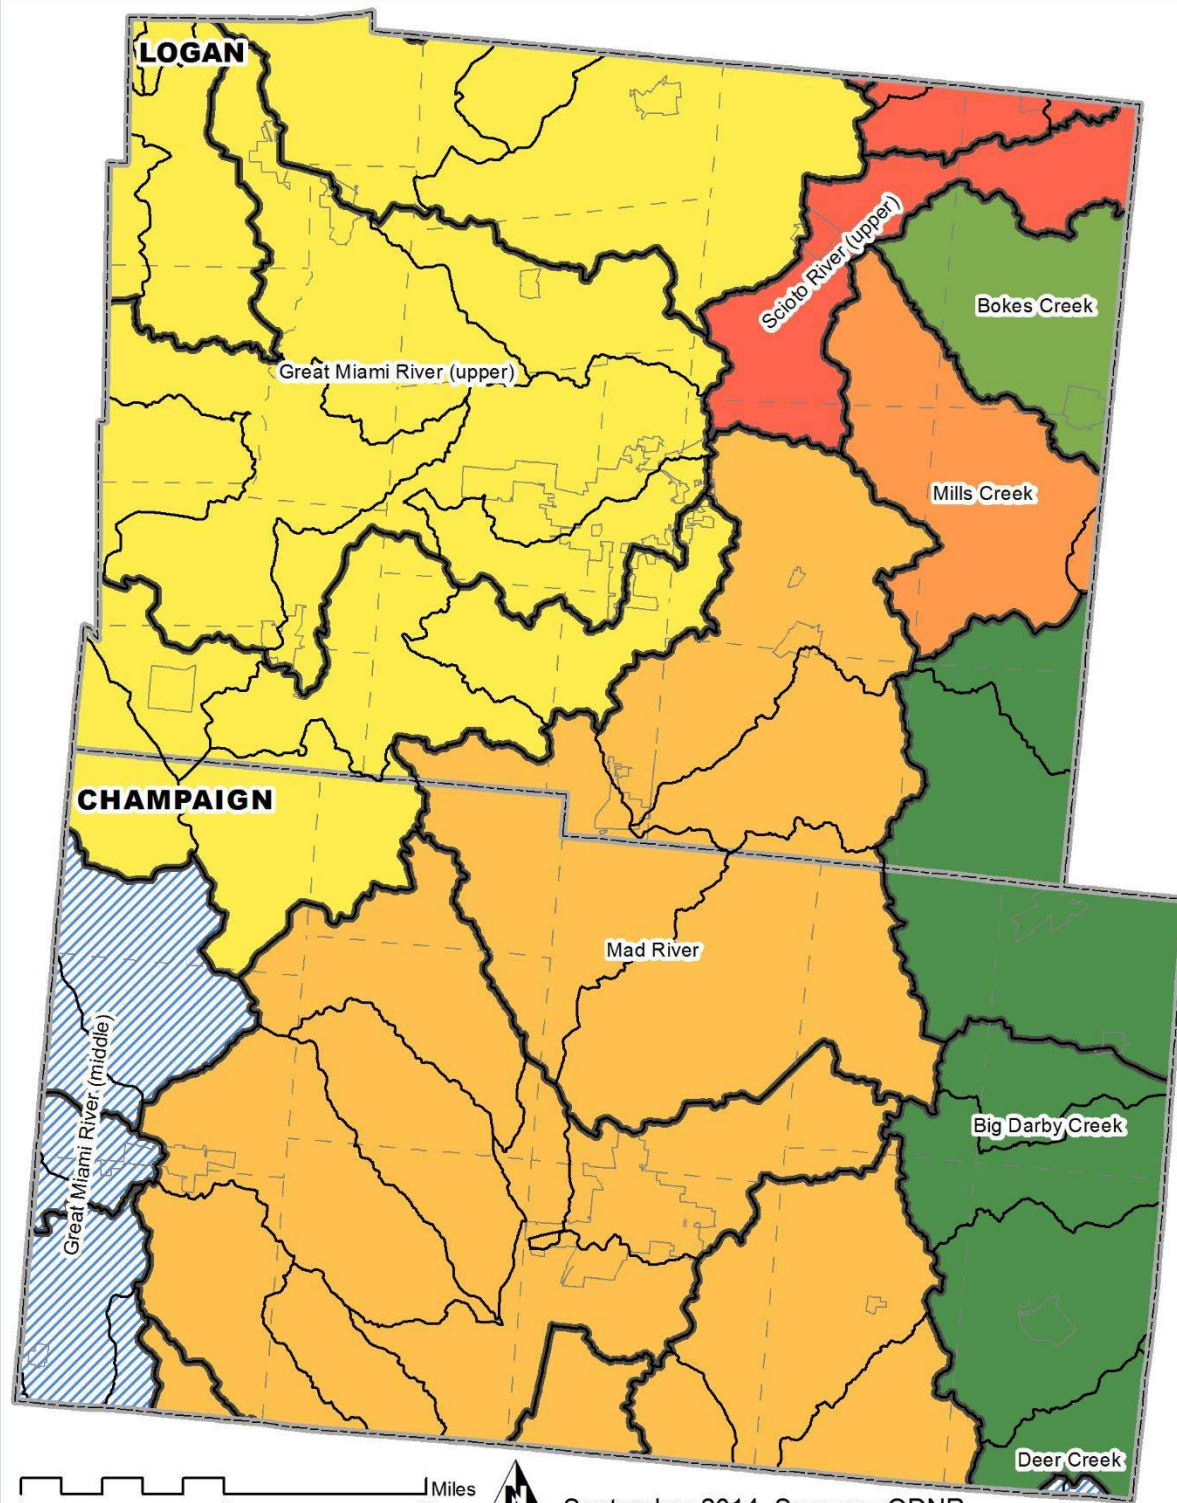 LOGAN
Scioto River (upper)
Bokes Creek
Great Miami River (upper)
Mills Creek
CHAMPAIGN
Mad River
Great Miami River (middle)
Big Darby Creek
Deer Creek
Miles
N